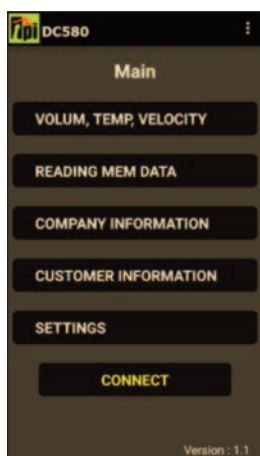 TPI DC580
Main
VOLUM, TEMP, VELOCITY
READING MEM DATA
COMPANY INFORMATION
CUSTOMER INFORMATION
SETTINGS
CONNECT
Version : 1.1